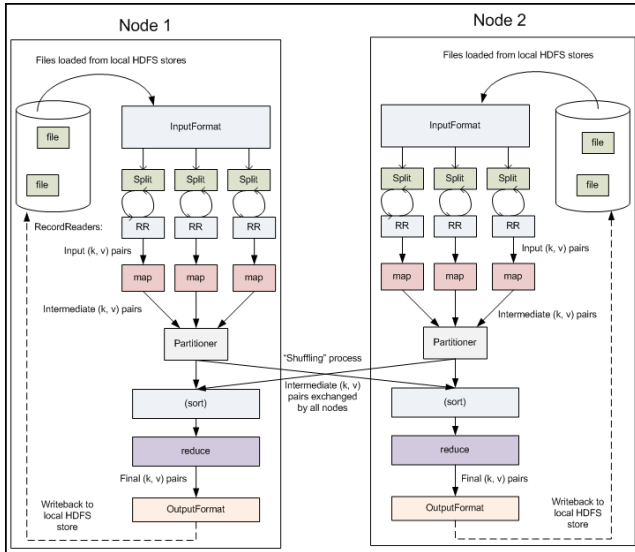 Node 1
Files loaded from local HDFS stores
InputFormat
file
file
Split
Split
Split
RecordReaders:
RR
RR
RR
Input (k, v) pairs
map
map
map
Intermediate (k, v) pairs
Partitioner
"Shuffling" process
Intermediate (k, v)
pairs exchanged
by all nodes
(sort)
reduce
Final (k, v) pairs
Writeback to
local HDFS
store
OutputFormat
Node 2
Files loaded from local HDFS stores
InputFormat
file
file
Split
Split
Split
RR
RR
RR
Input (k, v) pairs
map
map
map
Intermediate (k, v) pairs
Partitioner
(sort)
reduce
Final (k, v) pairs
Writeback to
local HDFS
store
OutputFormat